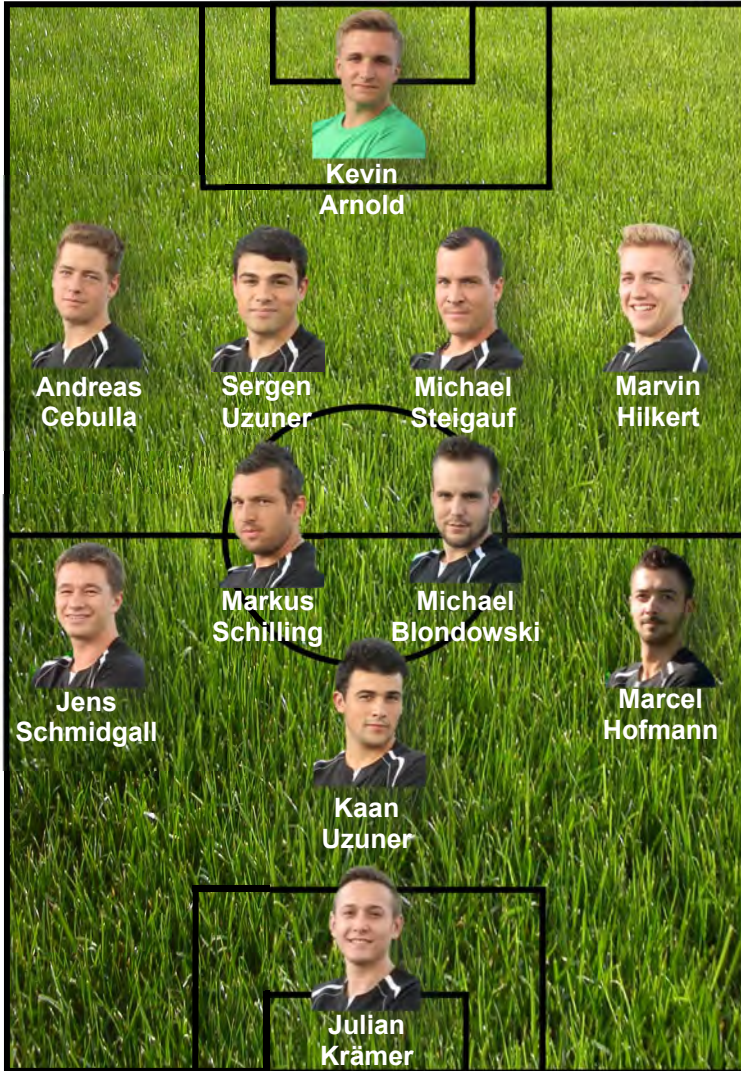 Kevin
Arnold
Andreas
Cebulla
Sergen
Uzuner
Michael
Steigauf
Marvin
Hilkert
Markus
Schilling
Michael
Blondowski
Jens
Schmidgall
Marcel
Hofmann
Kaan
Uzuner
Julian
Krämer